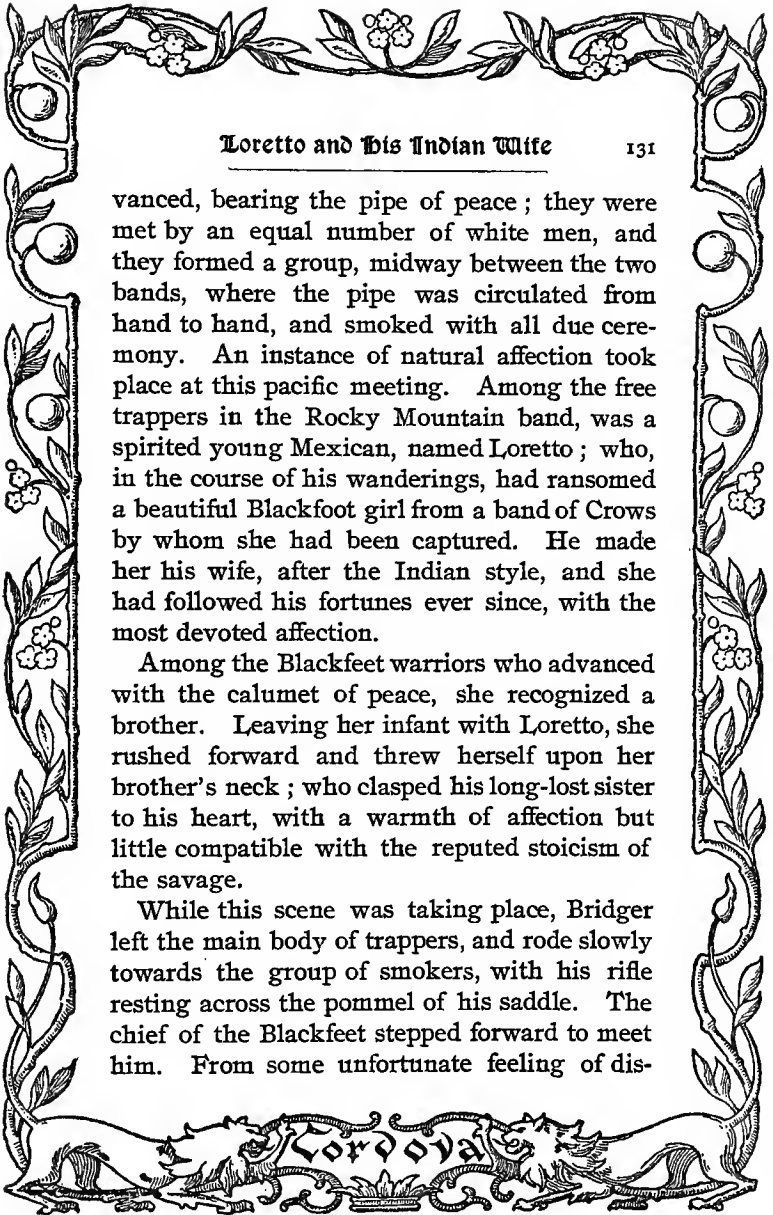 Loretto and His Indian Wife 131
vanced, bearing the pipe of peace ; they were
met by an equal number of white men, and
they formed a group, midway between the two
bands, where the pipe was circulated from
hand to hand, and smoked with all due cere-
mony. An instance of natural affection took
place at this pacific meeting. Among the free
trappers in the Rocky Mountain band, was a
spirited young Mexican, named Loretto ; who,
in the course of his wanderings, had ransomed
a beautiful Blackfoot girl from a band of Crows
by whom she had been captured. He made
her his wife, after the Indian style, and she
had followed his fortunes ever since, with the
most devoted affection.
Among the Blackfeet warriors who advanced
with the calumet of peace, she recognized a
brother. Leaving her infant with Loretto, she
rushed forward and threw herself upon her
brother's neck ; who clasped his long-lost sister
to his heart, with a warmth of affection but
little compatible with the reputed stoicism of
the savage.
While this scene was taking place, Bridger
left the main body of trappers, and rode slowly
towards the group of smokers, with his rifle
resting across the pommel of his saddle. The
chief of the Blackfeet stepped forward to meet
him. From some unfortunate feeling of dis-
Cordova